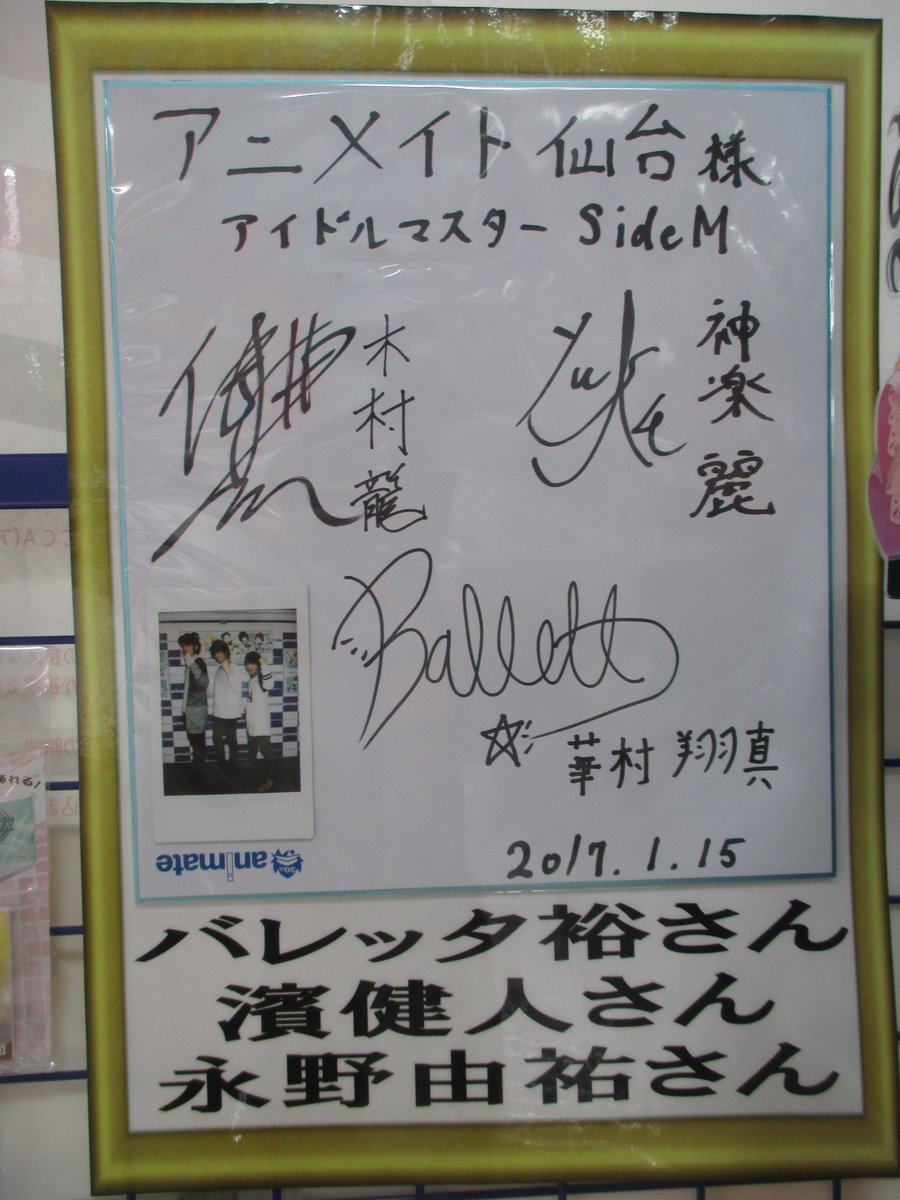 アニメイト仙台様
アイドルマスター SideM
木村龍
Yuke
神楽麗
Ballett
華村翔真
2017.1.15
animate
バレッタ裕さん
濱健人さん
永野由祐さん